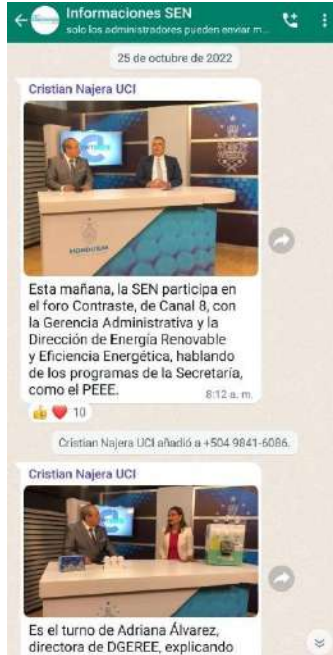 Informaciones SEN
solo los administradores pueden enviar m...
25 de octubre de 2022
Cristian Najera UCI
HONDURAS
Esta mañana, la SEN participa en
el foro Contraste, de Canal 8, con
la Gerencia Administrativa y la
Dirección de Energía Renovable
y Eficiencia Energética, hablando
de los programas de la Secretaría,
como el PEEE.
8:12 a. m.
10
Cristian Najera UCI añadió a +504 9841-6086.
Cristian Najera UCI
Es el turno de Adriana Álvarez,
directora de DGEREE, explicando